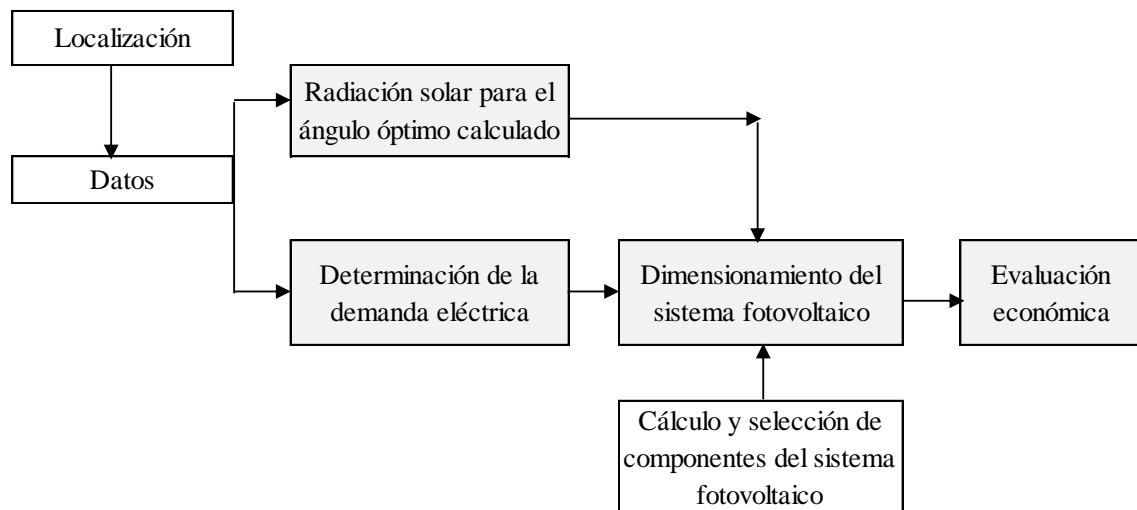 Localización
Datos
Radiación solar para el
ángulo óptimo calculado
Determinación de la
demanda eléctrica
Dimensionamiento del
sistema fotovoltaico
Evaluación
económica
Cálculo y selección de
componentes del sistema
fotovoltaico